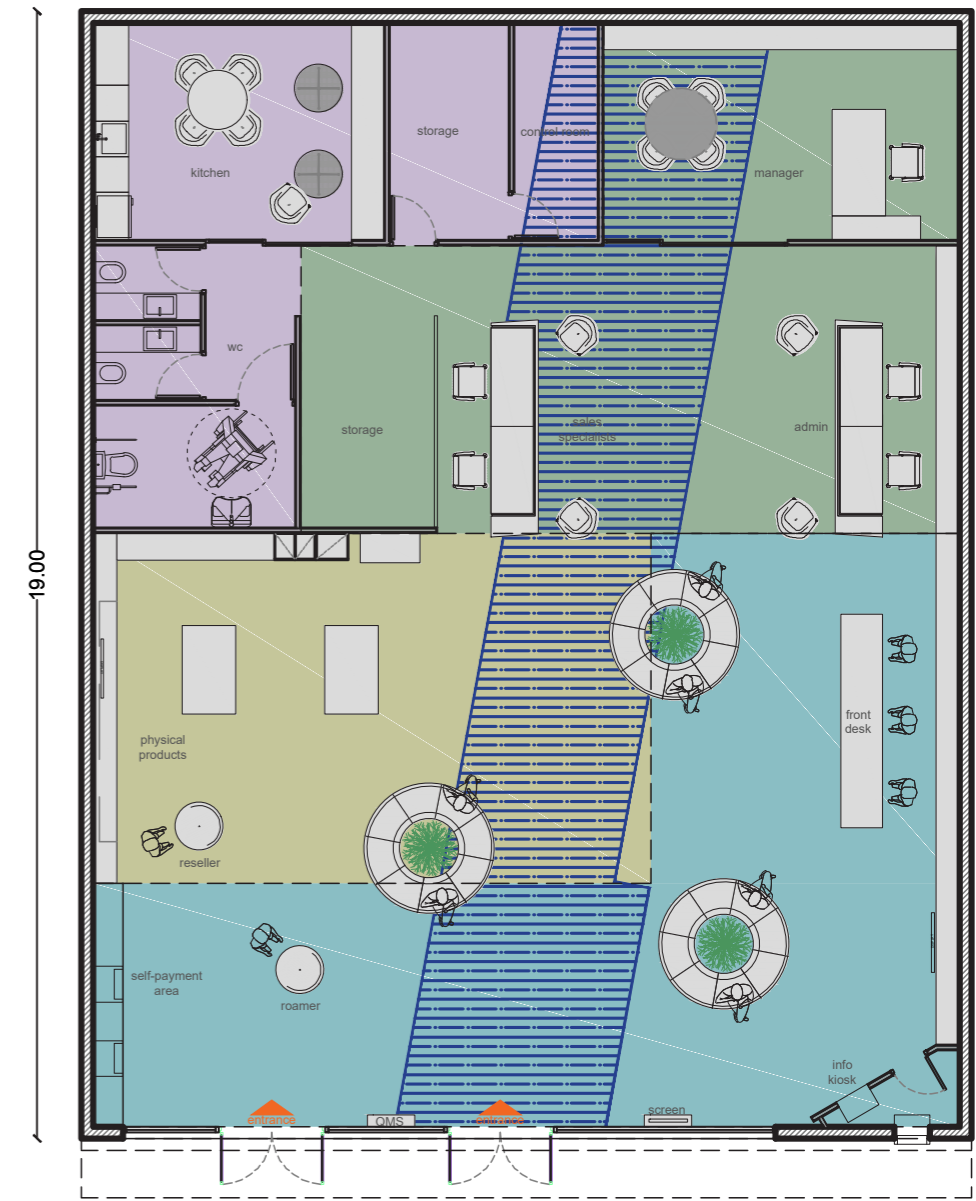 kitchen
storage
control room
manager
wc
storage
sales
specialists
admin
19.00
physical
products
front
desk
reseller
self-payment
area
roamer
info
kiosk
entrance
QMS
entrance
screen